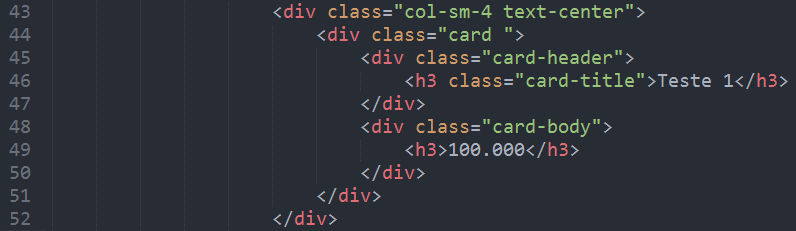 43 <div class="col-sm-4 text-center">
44 <div class="card ">
45 <div class="card-header">
46 <h3 class="card-title">Teste 1</h3>
47 </div>
48 <div class="card-body">
49 <h3>100.000</h3>
50 </div>
51 </div>
52 </div>